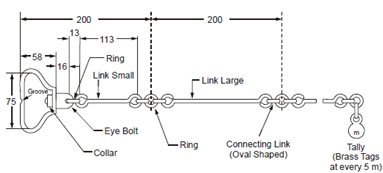 200
200
13
58
113
16
Ring
Link Small
Link Large
Groove
75
Eye Bolt
Collar
Ring
Connecting Link
(Oval Shaped)
m
Tally
(Brass Tags
at every 5 m)